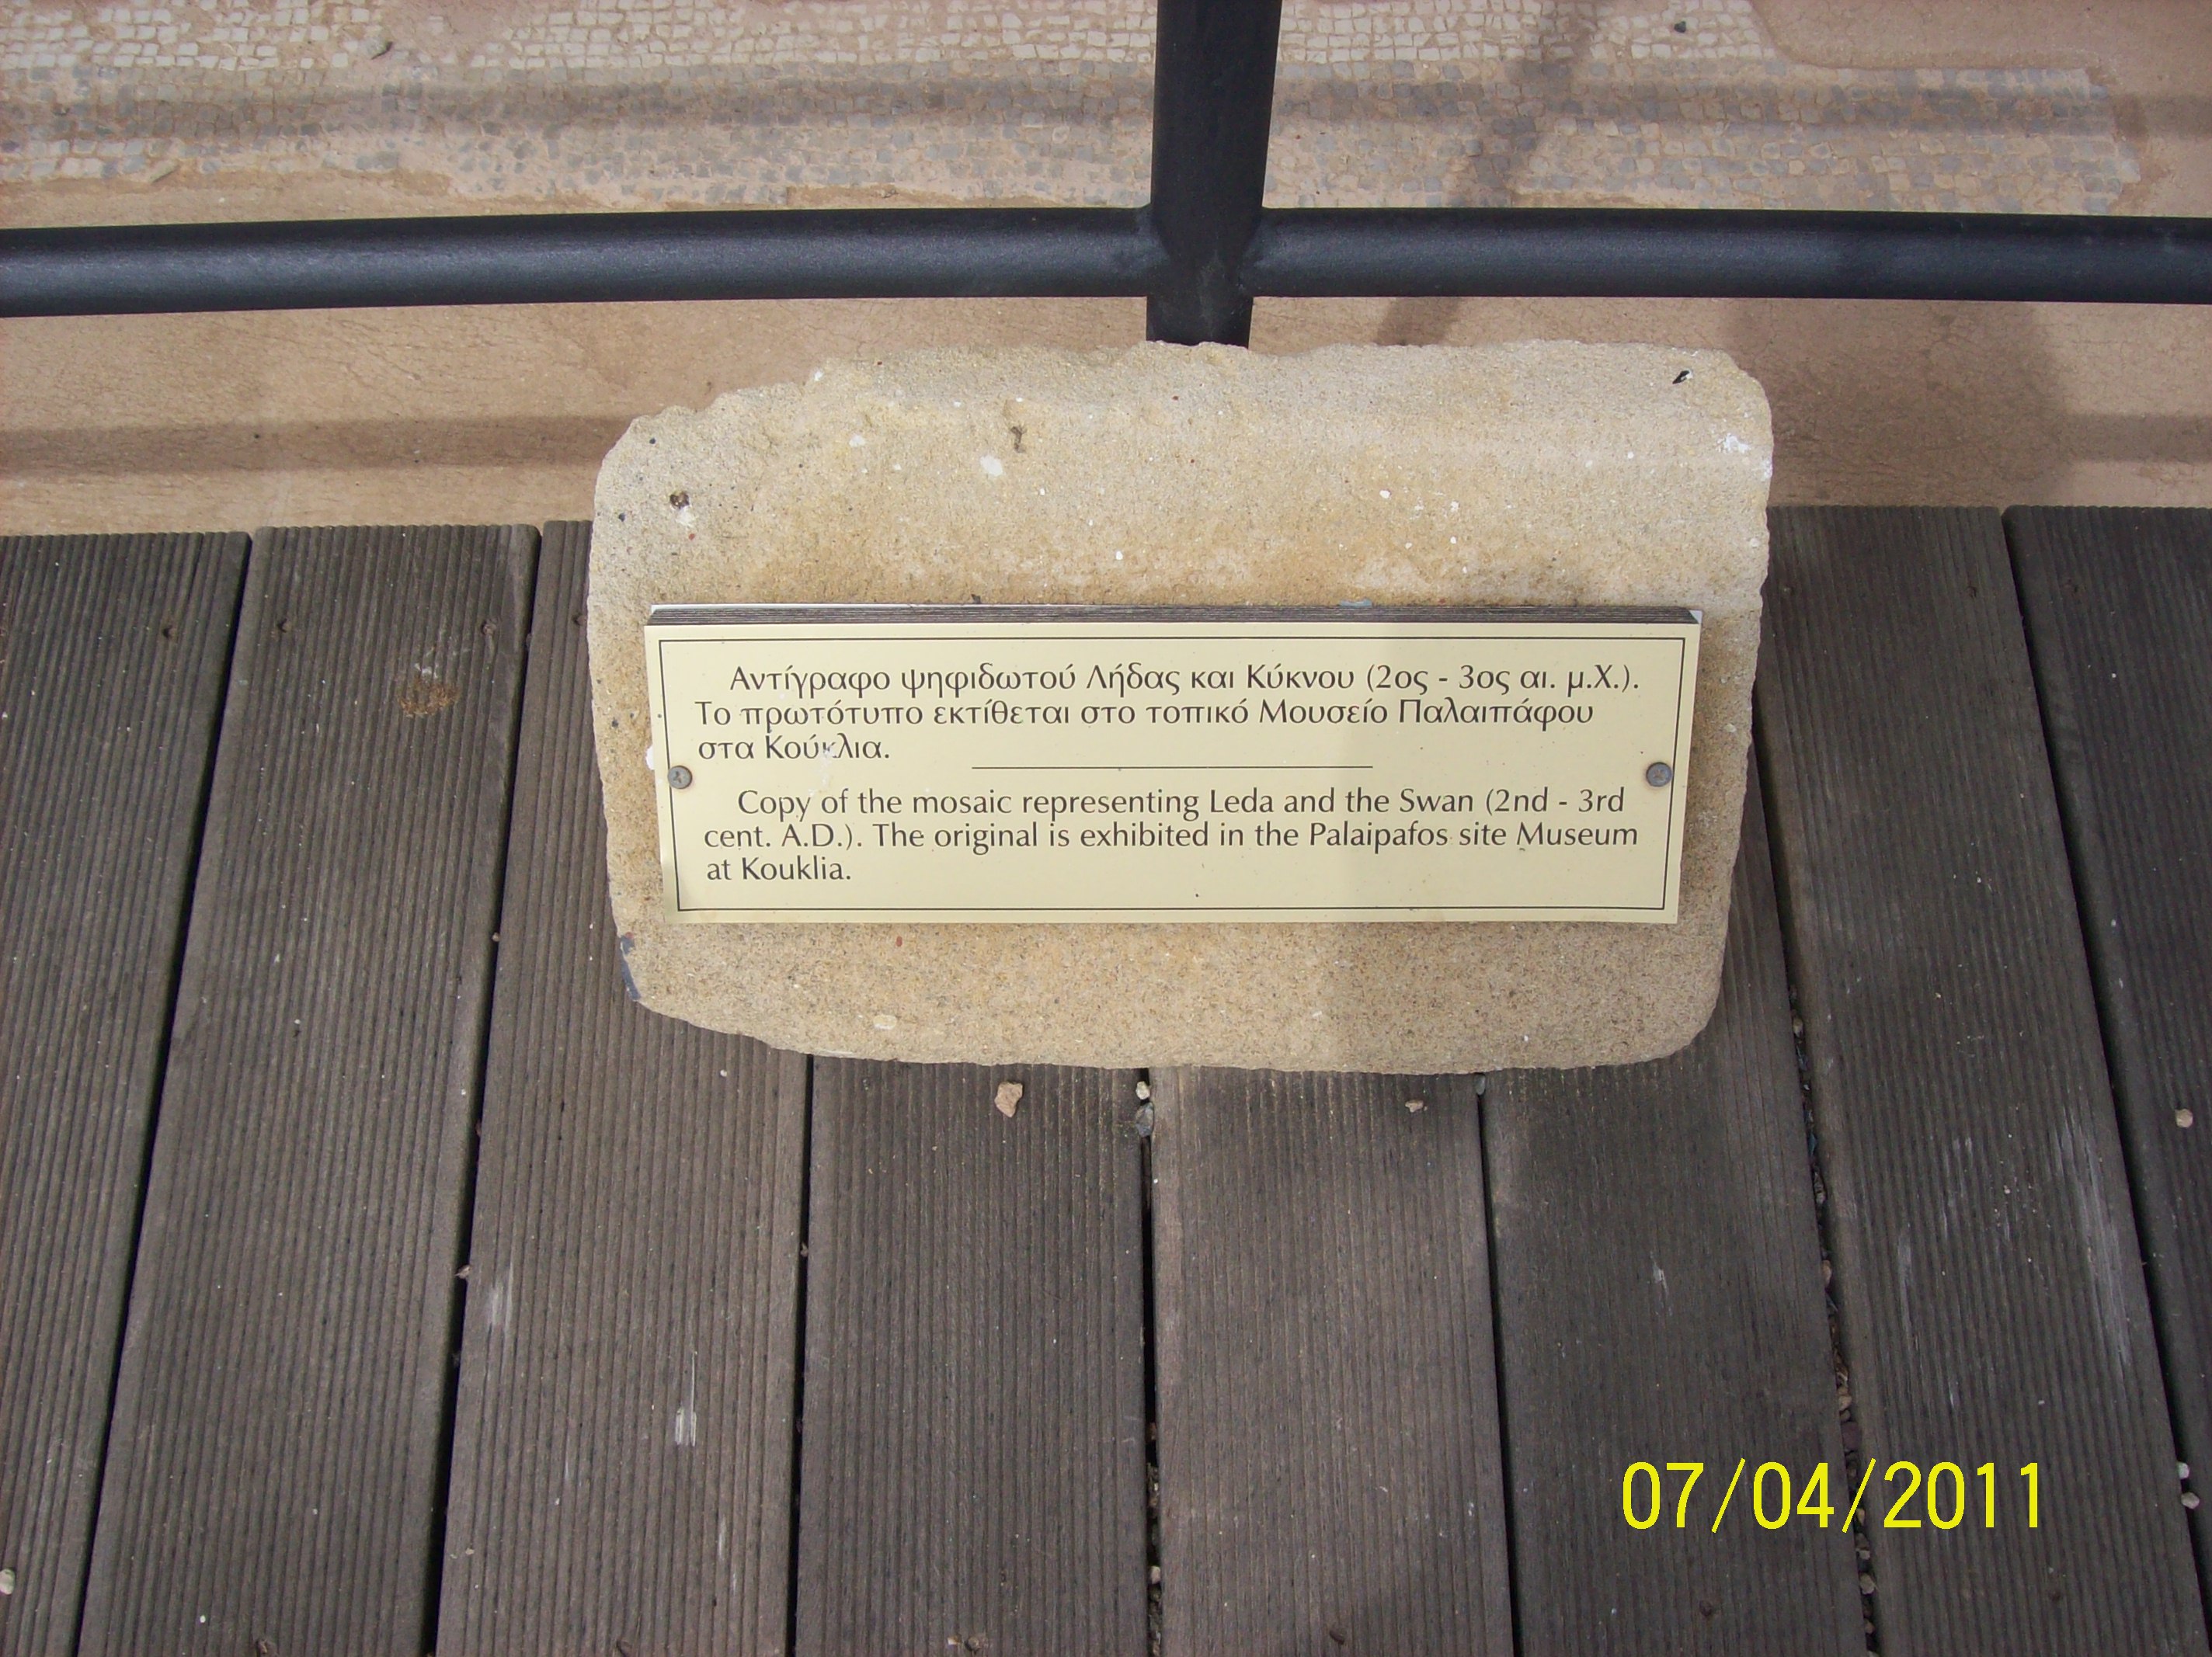 Αντίγραφο ψηφιδωτού Λήδας και Κύκνου (2ος - 3ος αι. μ.Χ.).
Το πρωτότυπο εκτίθεται στο τοπικό Μουσείο Παλαιπάφου
στα Κούκλια.
Copy of the mosaic representing Leda and the Swan (2nd - 3rd
cent. A.D.). The original is exhibited in the Palaipafos site Museum
at Kouklia.
07/04/2011